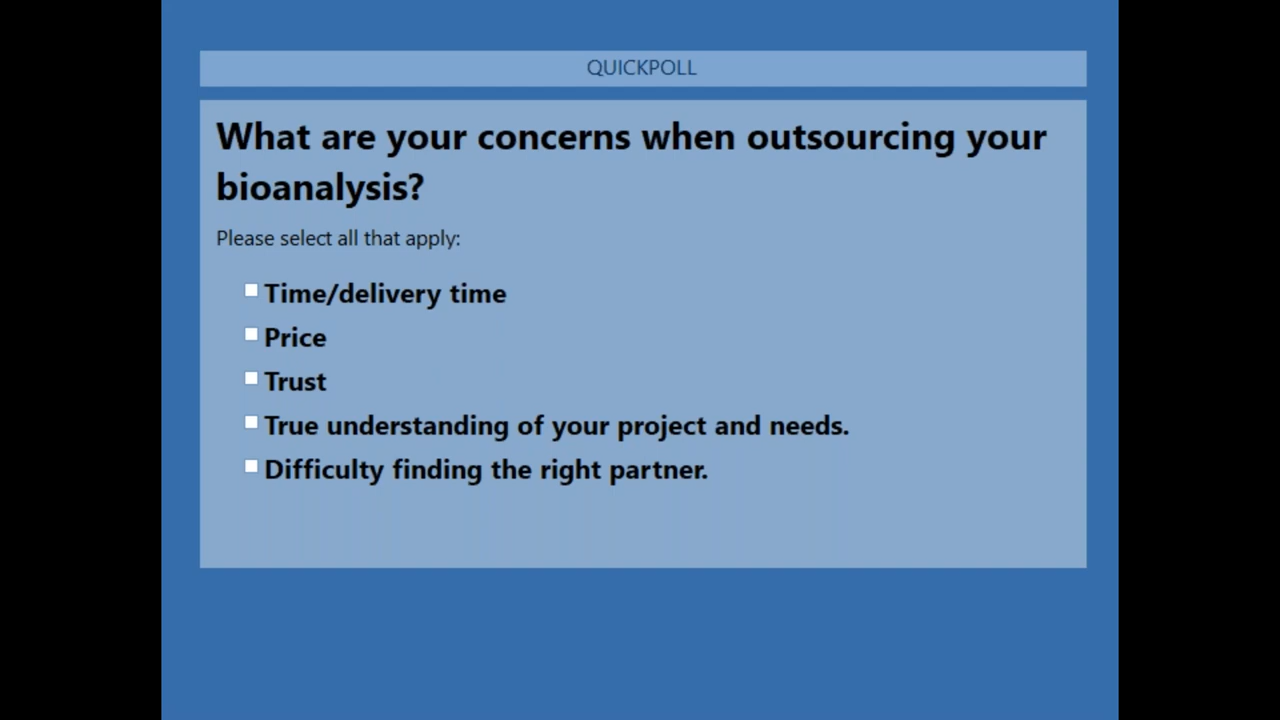 QUICKPOLL
What are your concerns when outsourcing your
bioanalysis?
Please select all that apply:
Time/delivery time
Price
Trust
True understanding of your project and needs.
Difficulty finding the right partner.